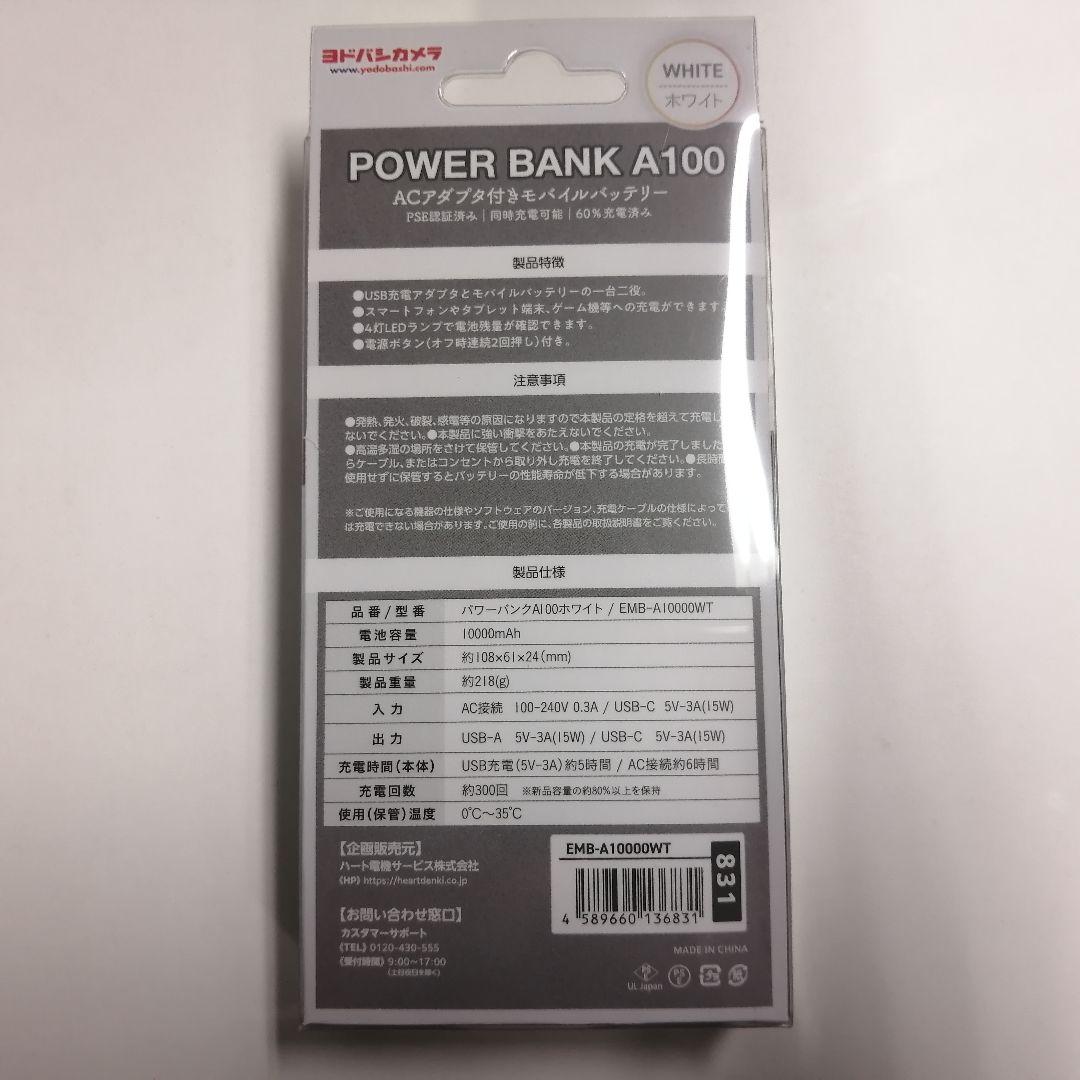 ヨドバシカメラ
www.yodobashi.com
WHITE
ホワイト
POWER BANK A100
ACアダプタ付きモバイルバッテリー
PSE認証済み|同時充電可能|60%充電済み
製品特徴
●USB充電アダプタとモバイルバッテリーの一台二役。
●スマートフォンやタブレット端末、ゲーム機等への充電ができます。
●4灯LEDランプで電池残量が確認できます。
●電源ボタン(オフ時連続2回押し)付き。
注意事項
●発熱、発火、破裂、感電等の原因になりますので本製品の定格を超えて充電し
ないでください。●本製品に強い衝撃をあたえないでください。
●高温多湿の場所をさけて保管してください。●本製品の充電が完了しました
らケーブル、またはコンセントから取り外し充電を終了してください。●長時間
使用せずに保管するとバッテリーの性能寿命が低下する場合があります。
※ご使用になる機器の仕様やソフトウェアのバージョン、充電ケーブルの仕様によって
は充電できない場合があります。ご使用の前に、各製品の取扱説明書をご覧ください。
製品仕様
品番/型番 パワーバンクA100ホワイト / EMB-A10000WT
電池容量 10000mAh
製品サイズ 約108×61×24(mm)
製品重量 約218(g)
入力 AC接続 100-240V 0.3A / USB-C 5V-3A(15W)
出力 USB-A 5V-3A(15W) / USB-C 5V-3A(15W)
充電時間(本体) USB充電(5V-3A)約5時間 / AC接続約6時間
充電回数 約300回 ※新品容量の約80%以上を保持
使用(保管)温度 0℃～35℃
【企画販売元】
ハート電機サービス株式会社
《HP》https://heartdenki.co.jp
【お問い合わせ窓口】
カスタマーサポート
《TEL》0120-430-555
《受付時間》9:00～17:00
(土日祝日を除く)
EMB-A10000WT
831
4 589660 136831
MADE IN CHINA
PS
E
UL Japan
PS
E